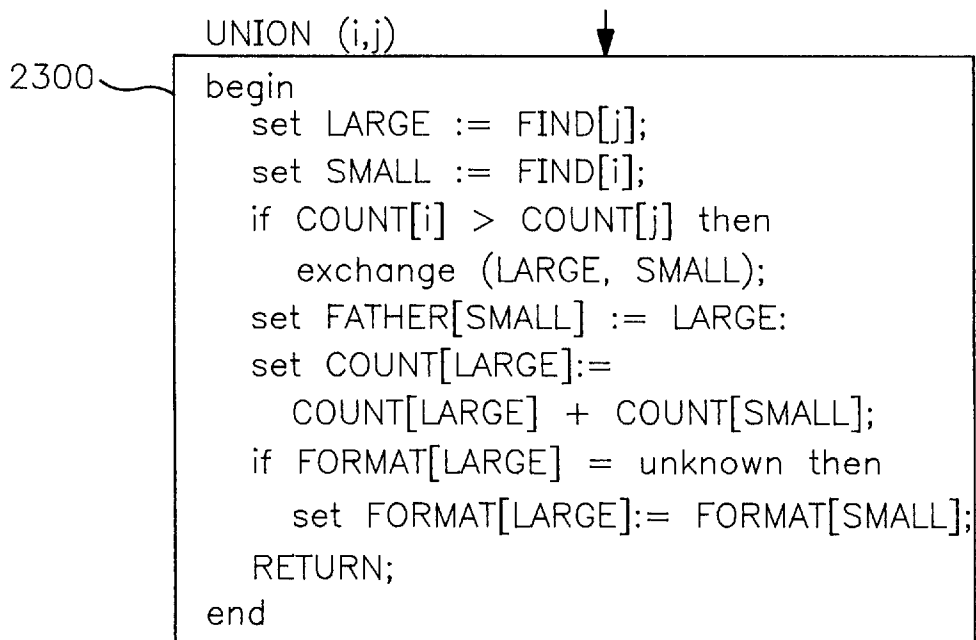 UNION (i,j)
2300
begin
set LARGE := FIND[j];
set SMALL := FIND[i];
if COUNT[i] > COUNT[j] then
exchange (LARGE, SMALL);
set FATHER[SMALL] := LARGE:
set COUNT[LARGE]:=
COUNT[LARGE] + COUNT[SMALL];
if FORMAT[LARGE] = unknown then
set FORMAT[LARGE]:= FORMAT[SMALL];
RETURN;
end